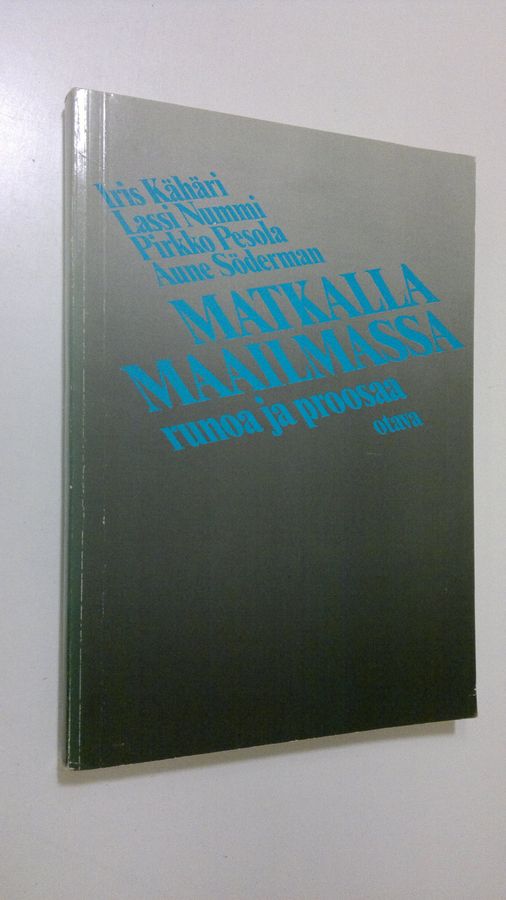 Iris Kähäri
Lassi Nummi
Pirkko Pesola
Aune Söderman
MATKALLA
MAAILMASSA
runoa ja proosaa
otava